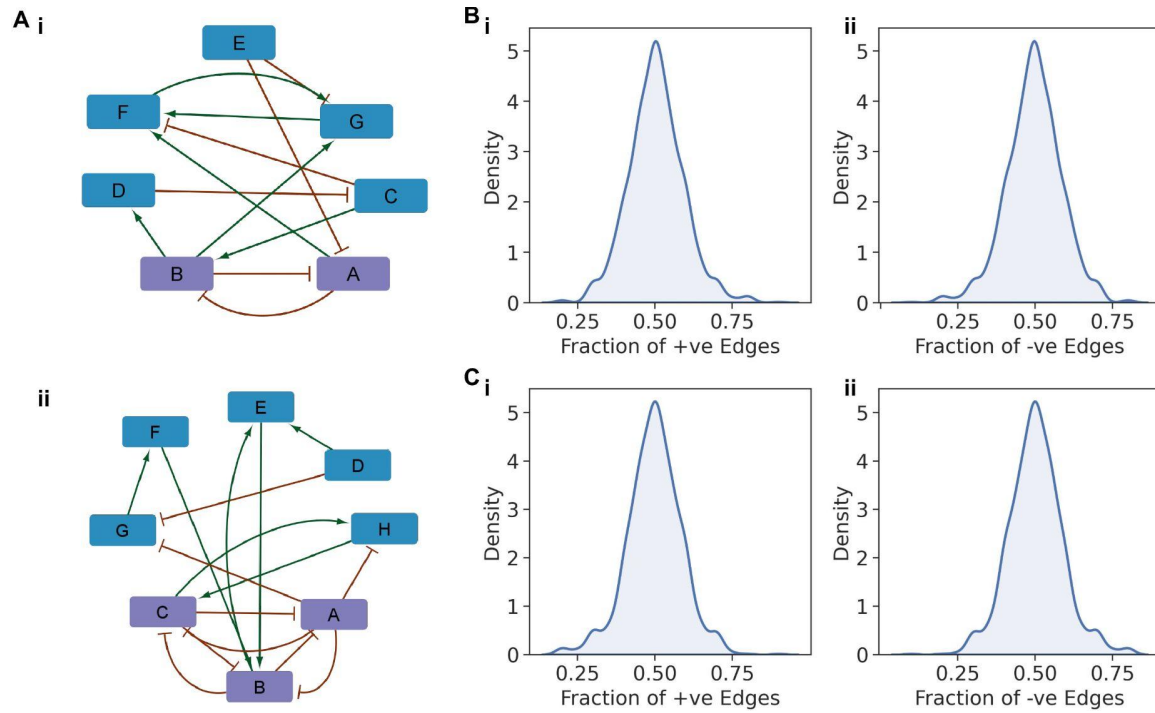 A i
E
F
G
D
C
B
A
ii
E
F
D
G
H
C
A
B
B i
5
4
3
2
1
0
Density
0.25 0.50 0.75
Fraction of +ve Edges
ii
5
4
3
2
1
0
Density
0.25 0.50 0.75
Fraction of -ve Edges
C i
5
4
3
2
1
0
Density
0.25 0.50 0.75
Fraction of +ve Edges
ii
5
4
3
2
1
0
Density
0.25 0.50 0.75
Fraction of -ve Edges